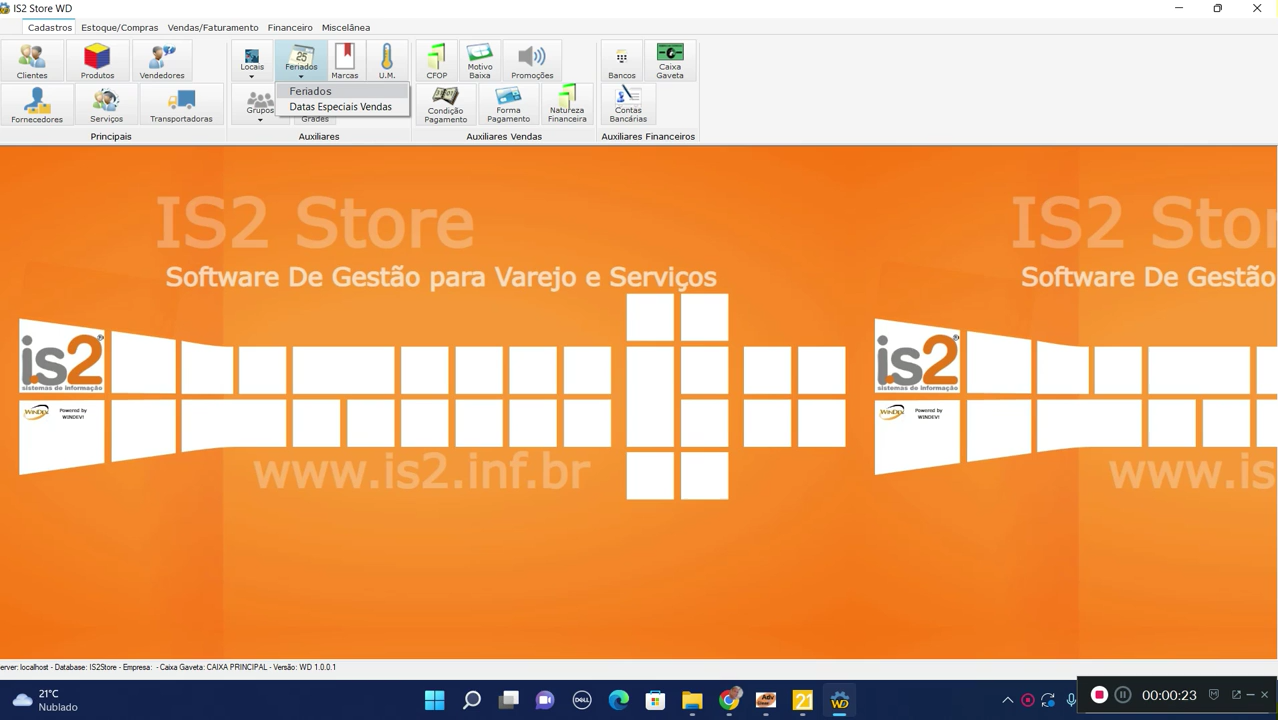 IS2 Store WD
Cadastros Estoque/Compras Vendas/Faturamento Financeiro Miscelânea
Clientes Produtos Vendedores Locais Feriados Marcas U.M. CFOP Motivo Baixa Promoções Bancos Caixa Gaveta
Feriados
Datas Especiais Vendas
Fornecedores Serviços Transportadoras Grupos Grades Condição Pagamento Forma Pagamento Natureza Financeira Contas Bancárias
Principais Auxiliares Auxiliares Vendas Auxiliares Financeiros
IS2 Store
Software De Gestão para Varejo e Serviços
is2®
sistemas de informação
WINDEV
Powered by
WINDEV!
www.is2.inf.br
IS2 Stor
Software De Gestão
is2®
sistemas de informação
WINDEV
Powered by
WINDEV!
www.is
erver: localhost - Database: IS2Store - Empresa: - Caixa Gaveta: CAIXA PRINCIPAL - Versão: WD 1.0.0.1
21°C
Nublado
DELL
21
WD
00:00:23